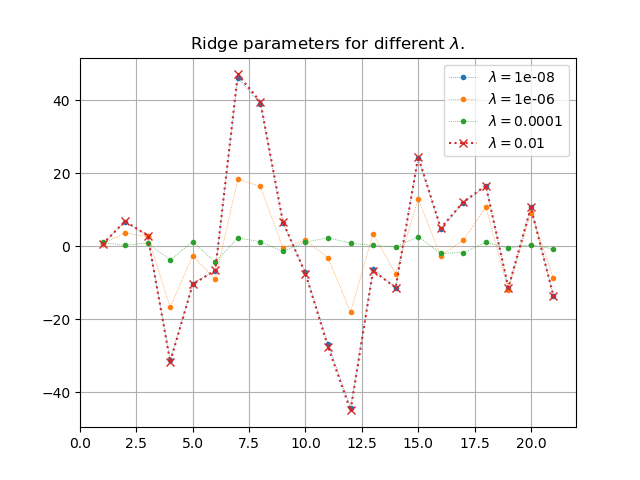 Ridge parameters for different λ.
λ = 1e-08
λ = 1e-06
λ = 0.0001
λ = 0.01
40
20
0
−20
−40
0.0 2.5 5.0 7.5 10.0 12.5 15.0 17.5 20.0